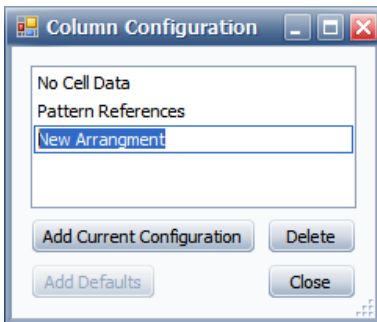 Column Configuration
No Cell Data
Pattern References
New Arrangment
Add Current Configuration
Delete
Add Defaults
Close